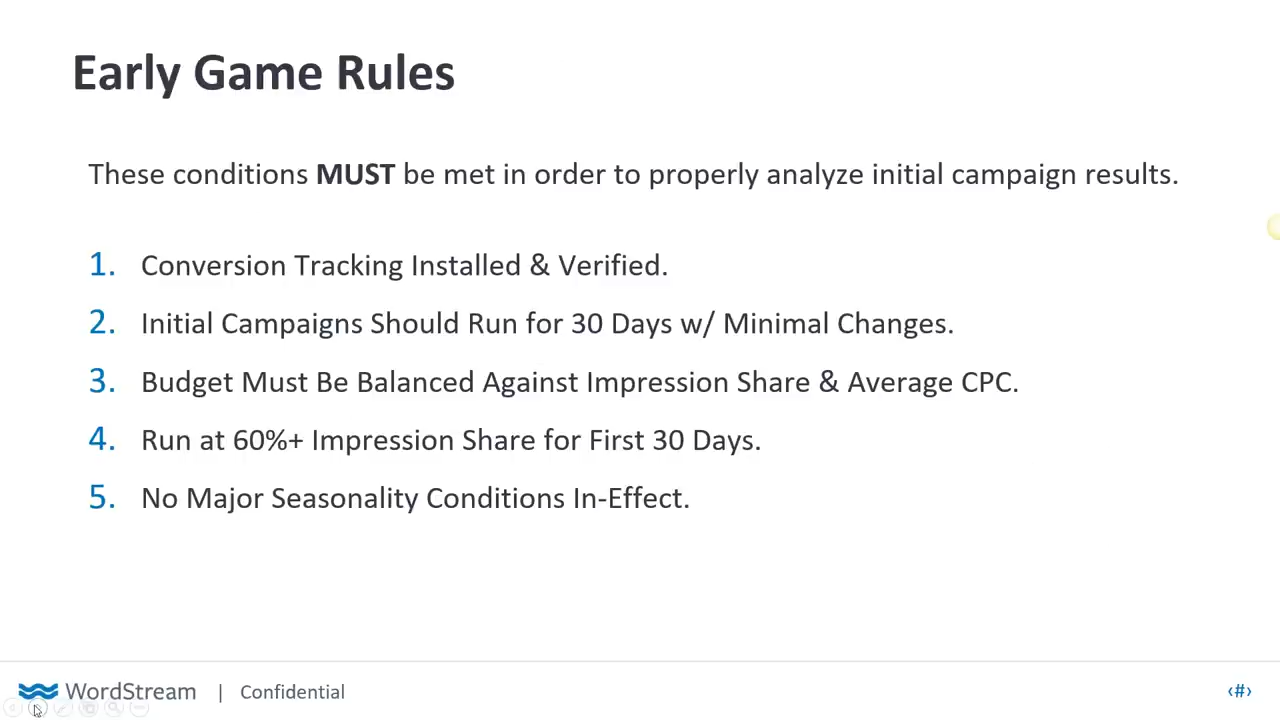 Early Game Rules
These conditions MUST be met in order to properly analyze initial campaign results.
1. Conversion Tracking Installed & Verified.
2. Initial Campaigns Should Run for 30 Days w/ Minimal Changes.
3. Budget Must Be Balanced Against Impression Share & Average CPC.
4. Run at 60%+ Impression Share for First 30 Days.
5. No Major Seasonality Conditions In-Effect.
WordStream | Confidential ‹#›